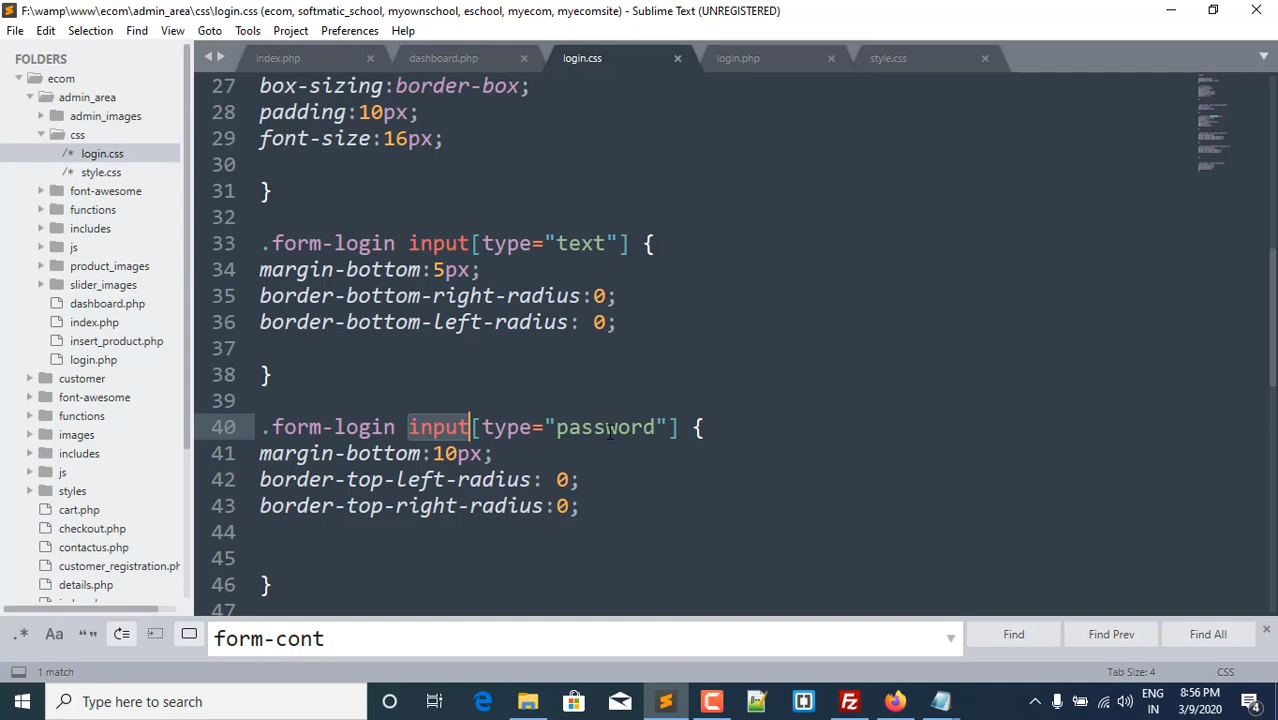 F:\wamp\www\ecom\admin_area\css\login.css (ecom, softmatic_school, myownschool, eschool, myecom, myecomsite) - Sublime Text (UNREGISTERED)
File Edit Selection Find View Goto Tools Project Preferences Help
FOLDERS
ecom
admin_area
admin_images
css
/* login.css
/* style.css
font-awesome
functions
includes
js
product_images
slider_images
dashboard.php
index.php
insert_product.php
login.php
customer
font-awesome
functions
images
includes
js
styles
cart.php
checkout.php
contactus.php
customer_registration.ph
details.php
index.php dashboard.php login.css login.php style.css
27 box-sizing:border-box;
28 padding:10px;
29 font-size:16px;
30
31 }
32
33 .form-login input[type="text"] {
34 margin-bottom:5px;
35 border-bottom-right-radius:0;
36 border-bottom-left-radius: 0;
37
38 }
39
40 .form-login input[type="password"] {
41 margin-bottom:10px;
42 border-top-left-radius: 0;
43 border-top-right-radius:0;
44
45
46 }
47
.* Aa “” form-cont Find Find Prev Find All
1 match Tab Size: 4 CSS
Type here to search ENG IN 8:56 PM 3/9/2020 4